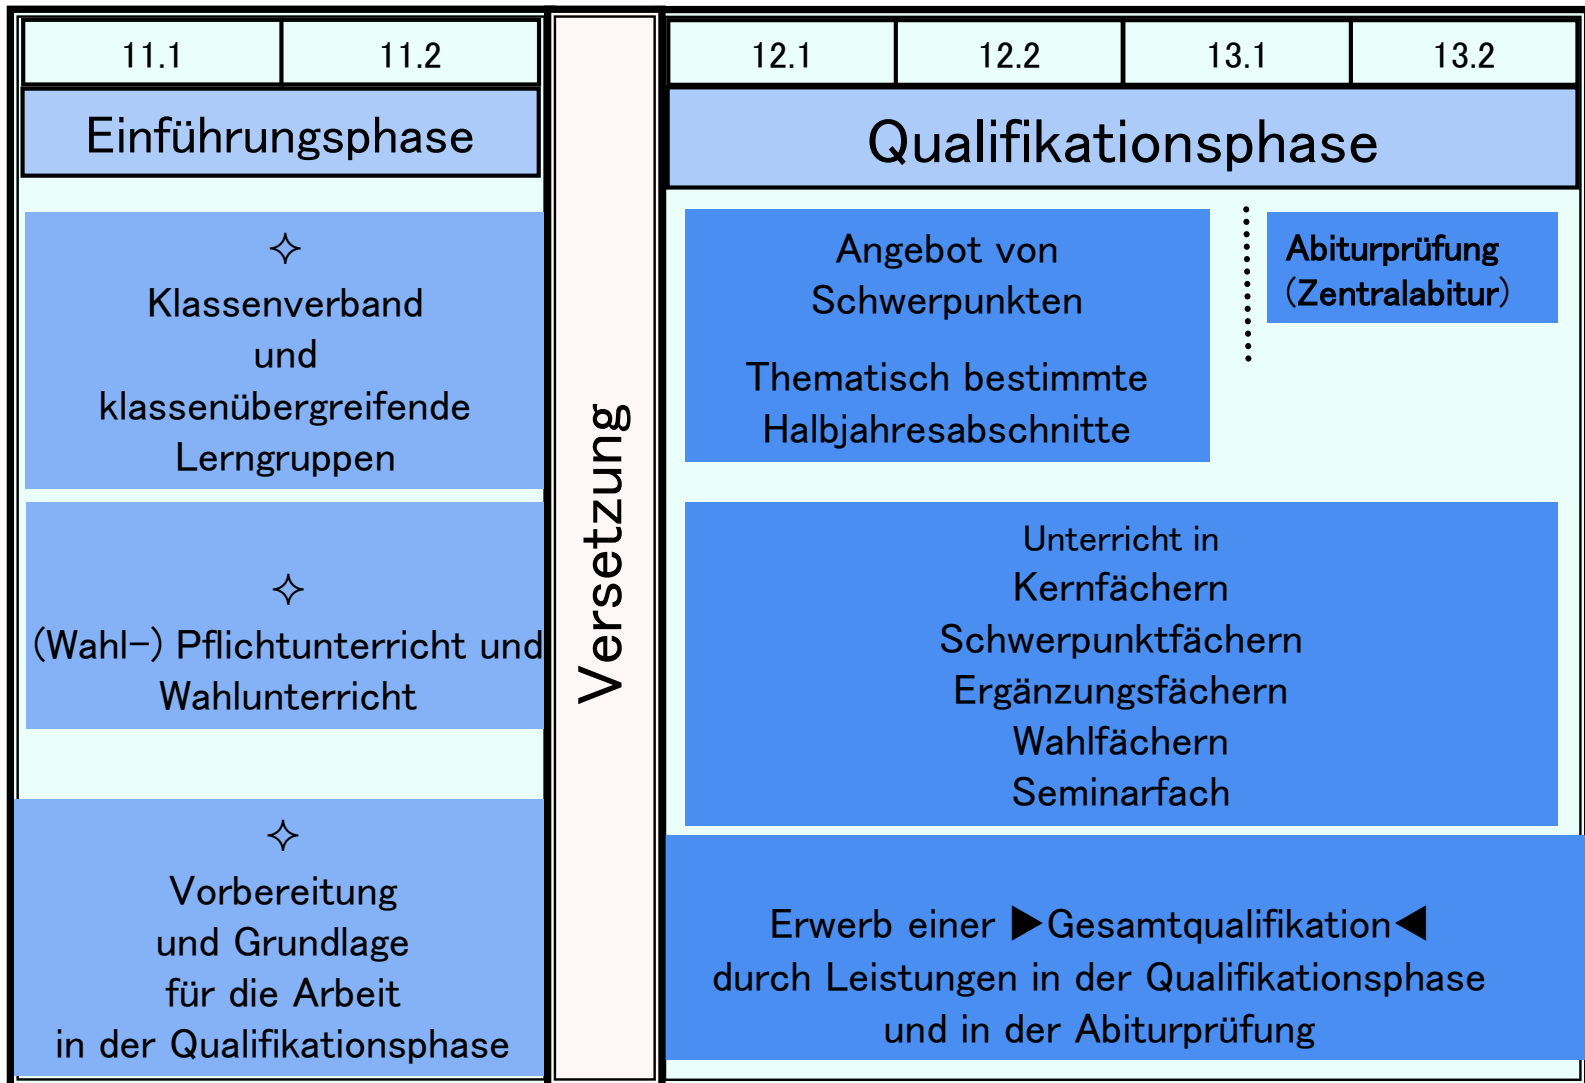 11.1
11.2
Einführungsphase
✧
Klassenverband
und
klassenübergreifende
Lerngruppen
✧
(Wahl-) Pflichtunterricht und
Wahlunterricht
✧
Vorbereitung
und Grundlage
für die Arbeit
in der Qualifikationsphase
Versetzung
12.1
12.2
13.1
13.2
Qualifikationsphase
Angebot von
Schwerpunkten
Thematisch bestimmte
Halbjahresabschnitte
Abiturprüfung
(Zentralabitur)
Unterricht in
Kernfächern
Schwerpunktfächern
Ergänzungsfächern
Wahlfächern
Seminarfach
Erwerb einer ▶Gesamtqualifikation◀
durch Leistungen in der Qualifikationsphase
und in der Abiturprüfung